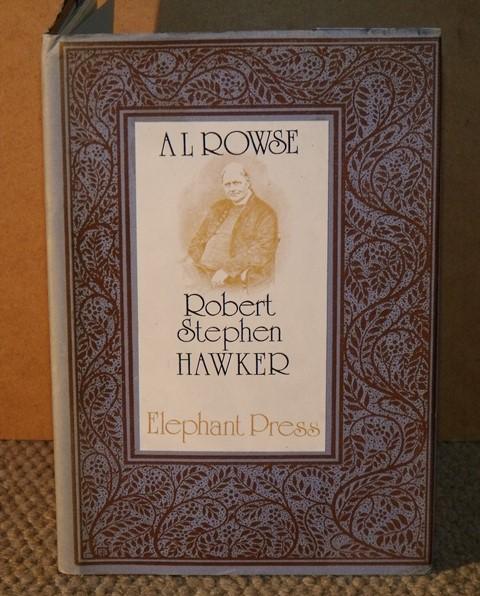 A L ROWSE
Robert
Stephen
HAWKER
Elephant Press